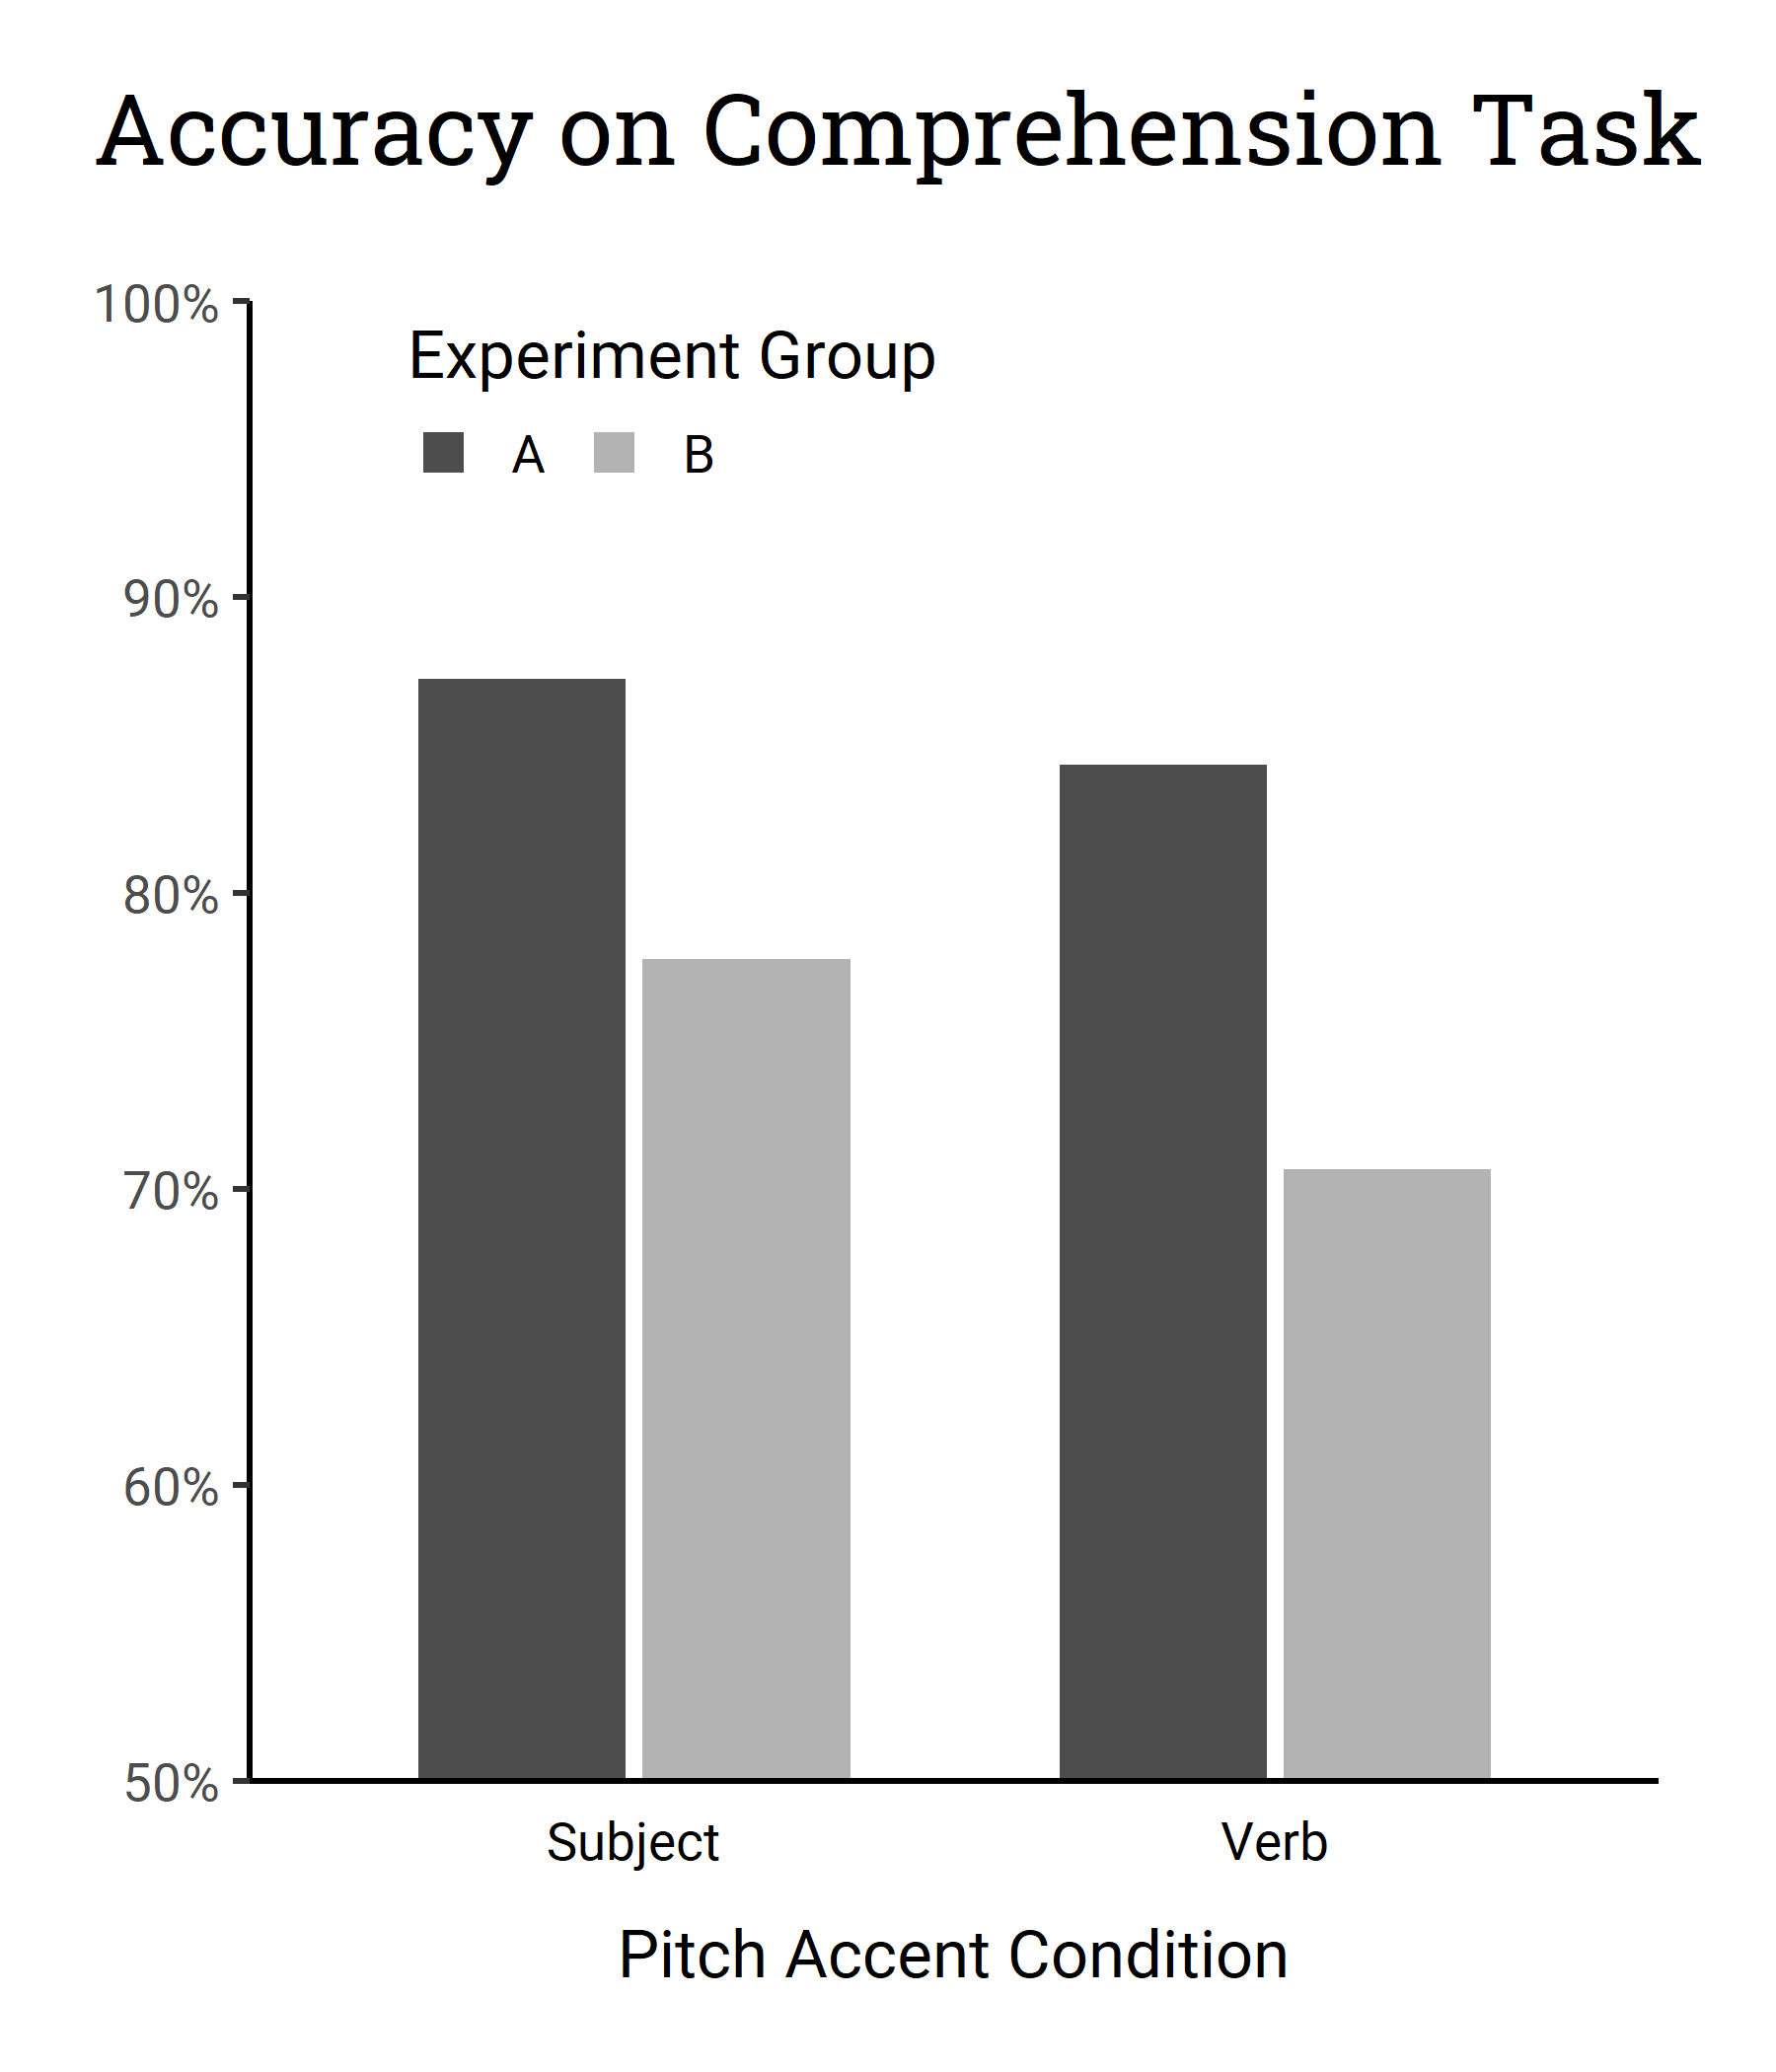 Accuracy on Comprehension Task
100%
Experiment Group
A B
90%
80%
70%
60%
50%
Subject Verb
Pitch Accent Condition